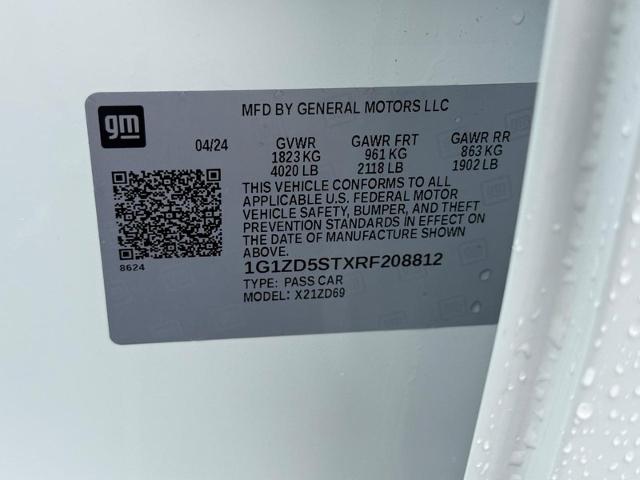 MFD BY GENERAL MOTORS LLC
gm
04/24 GVWR GAWR FRT GAWR RR
1823 KG 961 KG 863 KG
4020 LB 2118 LB 1902 LB
THIS VEHICLE CONFORMS TO ALL
APPLICABLE U.S. FEDERAL MOTOR
VEHICLE SAFETY, BUMPER, AND THEFT
PREVENTION STANDARDS IN EFFECT ON
THE DATE OF MANUFACTURE SHOWN
ABOVE.
8624
1G1ZD5STXRF208812
TYPE: PASS CAR
MODEL: X21ZD69